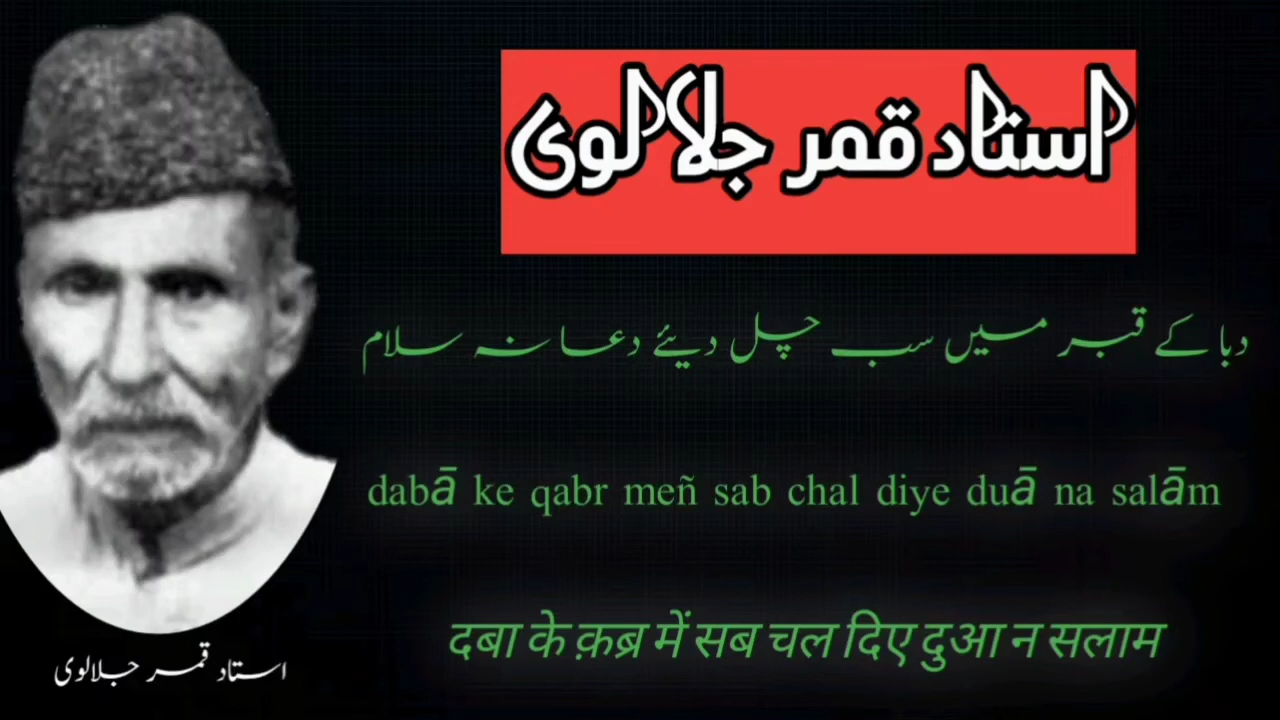 استاد قمر جلالوی
دبا کے قبر میں سب چل دیئے دعا نہ سلام
dabā ke qabr meñ sab chal diye duā na salām
दबा के क़ब्र में सब चल दिए दुआ न सलाम
استاد قمر جلالوی